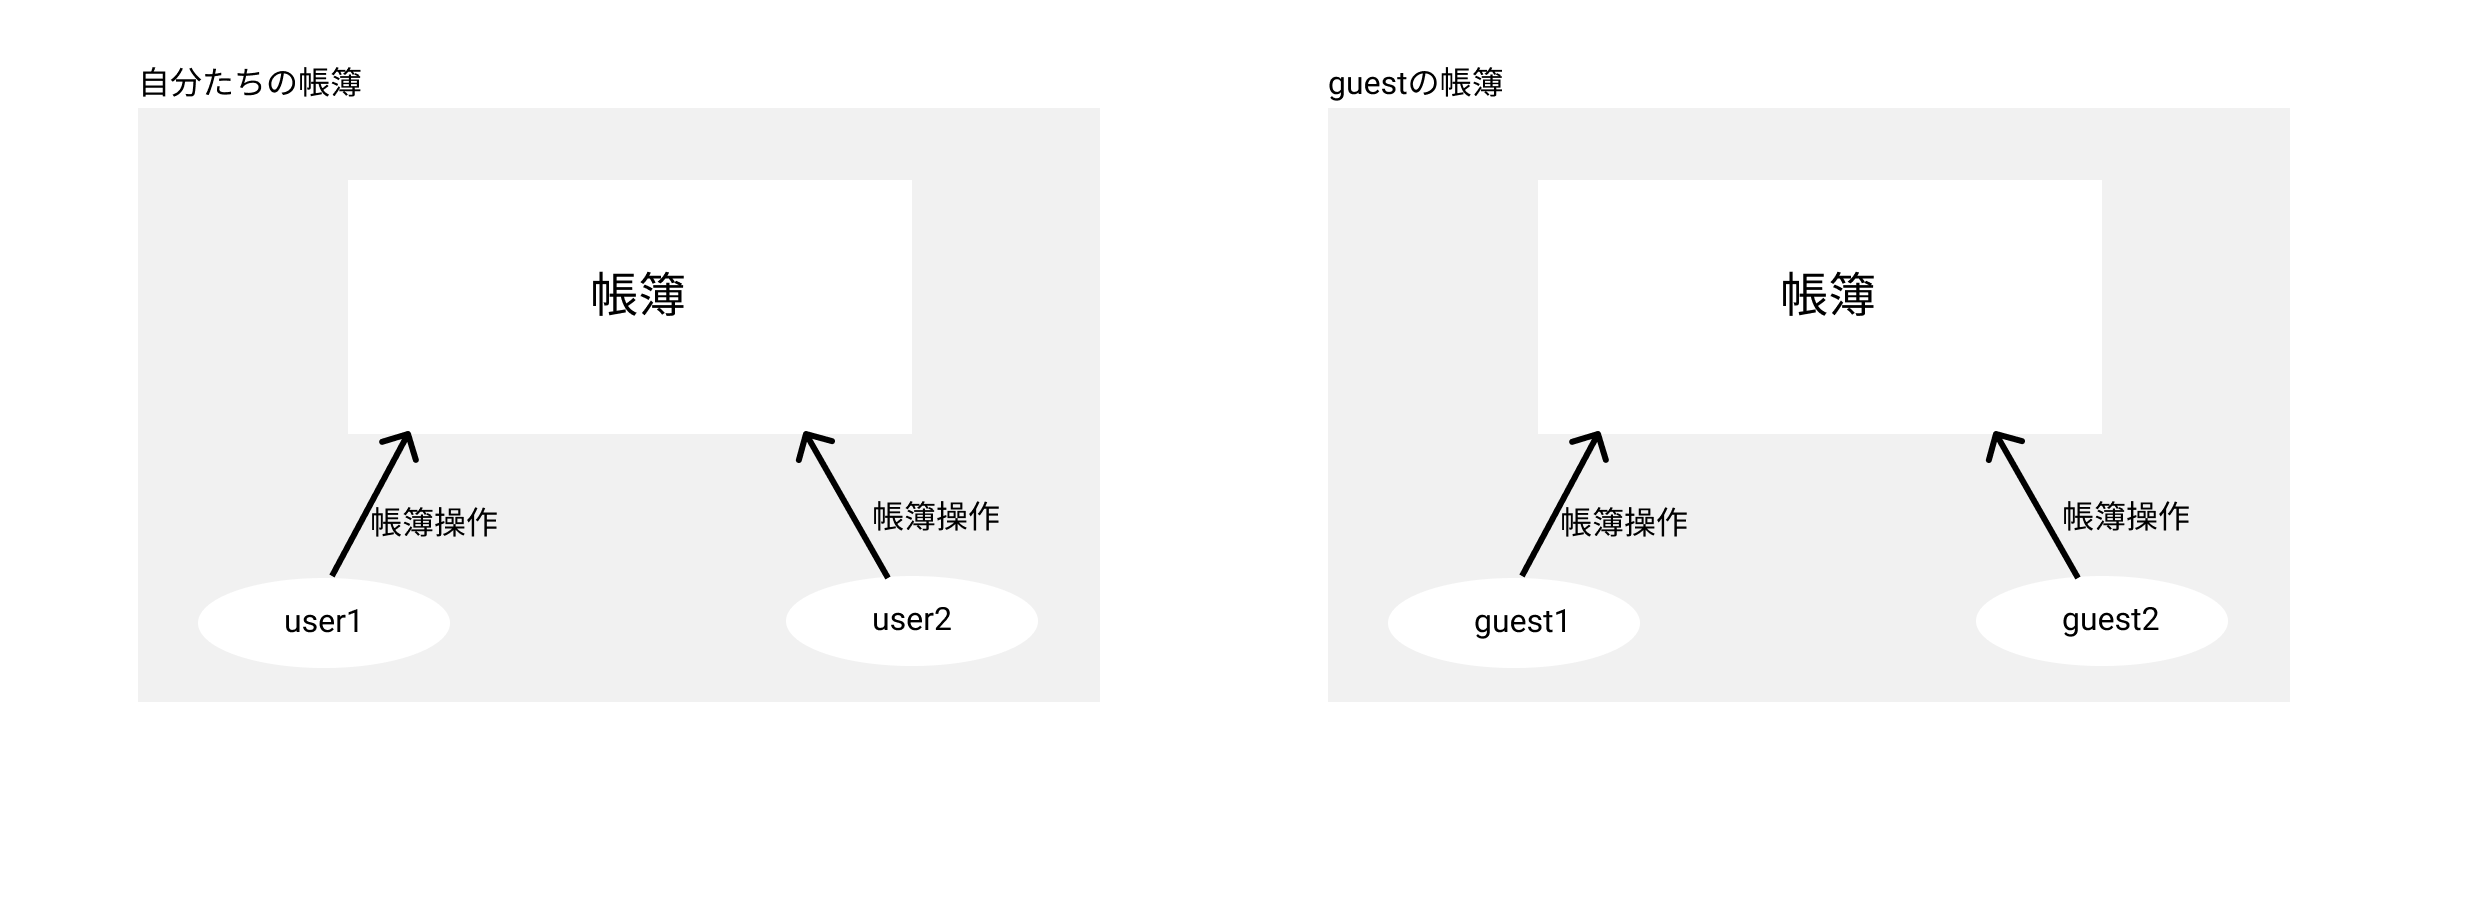 自分たちの帳簿
帳簿
帳簿操作
帳簿操作
user1
user2
guestの帳簿
帳簿
帳簿操作
帳簿操作
guest1
guest2